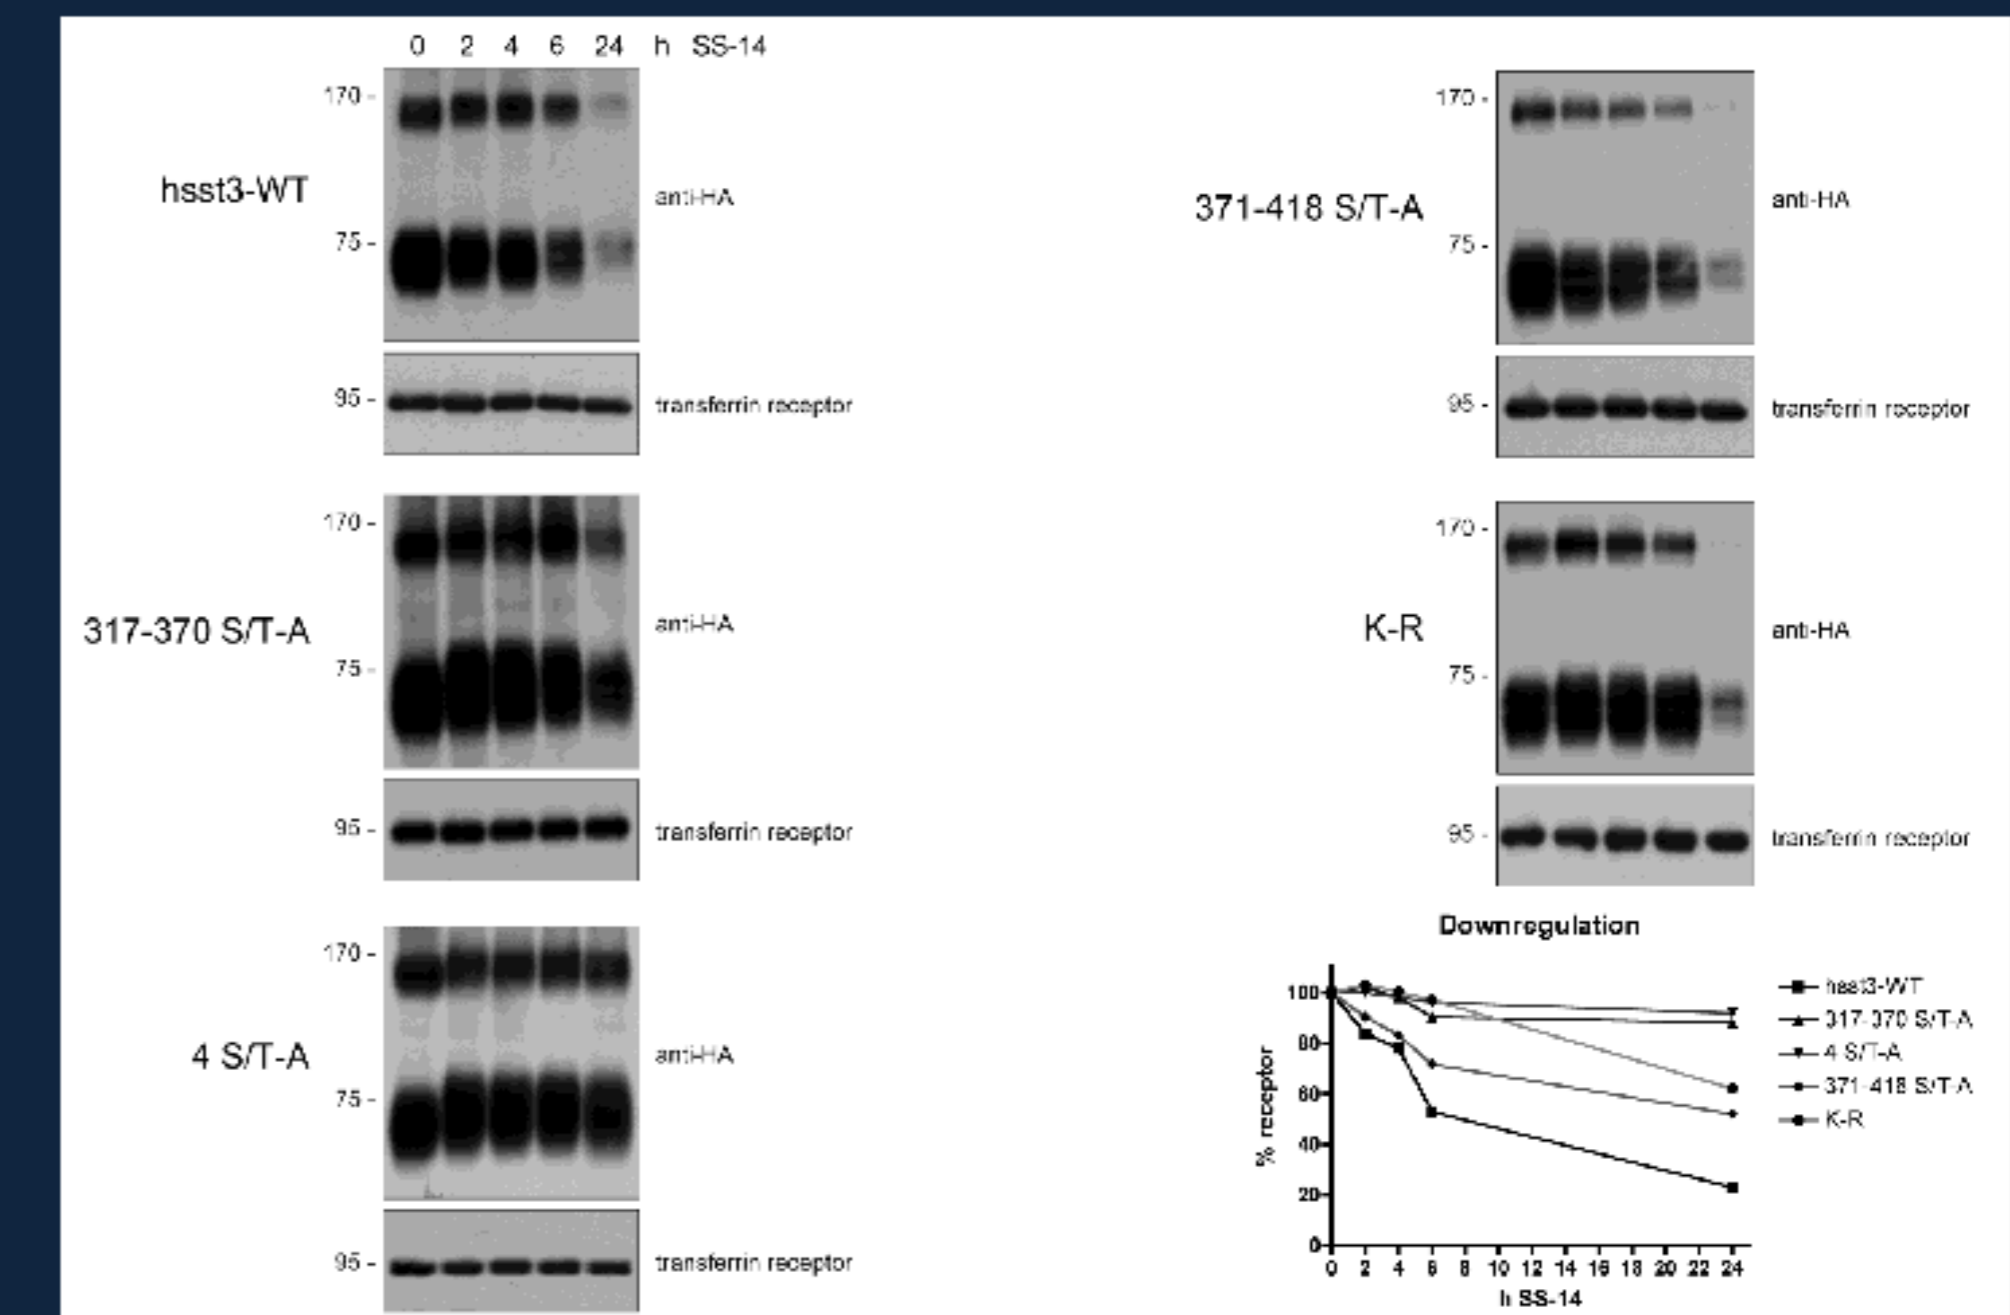 0 2 4 6 24 h SS-14
170 -
hsst3-WT
anti-HA
75 -
95 -
transferrin receptor
170 -
317-370 S/T-A
anti-HA
75 -
95 -
transferrin receptor
170 -
4 S/T-A
anti-HA
75 -
95 -
transferrin receptor
170 -
371-418 S/T-A
anti-HA
75 -
95 -
transferrin receptor
170 -
K-R
anti-HA
75 -
95 -
transferrin receptor
Downregulation
% receptor
100
80
60
40
20
0
0 2 4 6 8 10 12 14 16 18 20 22 24
h SS-14
hsst3-WT
317-370 S/T-A
4 S/T-A
371-418 S/T-A
K-R